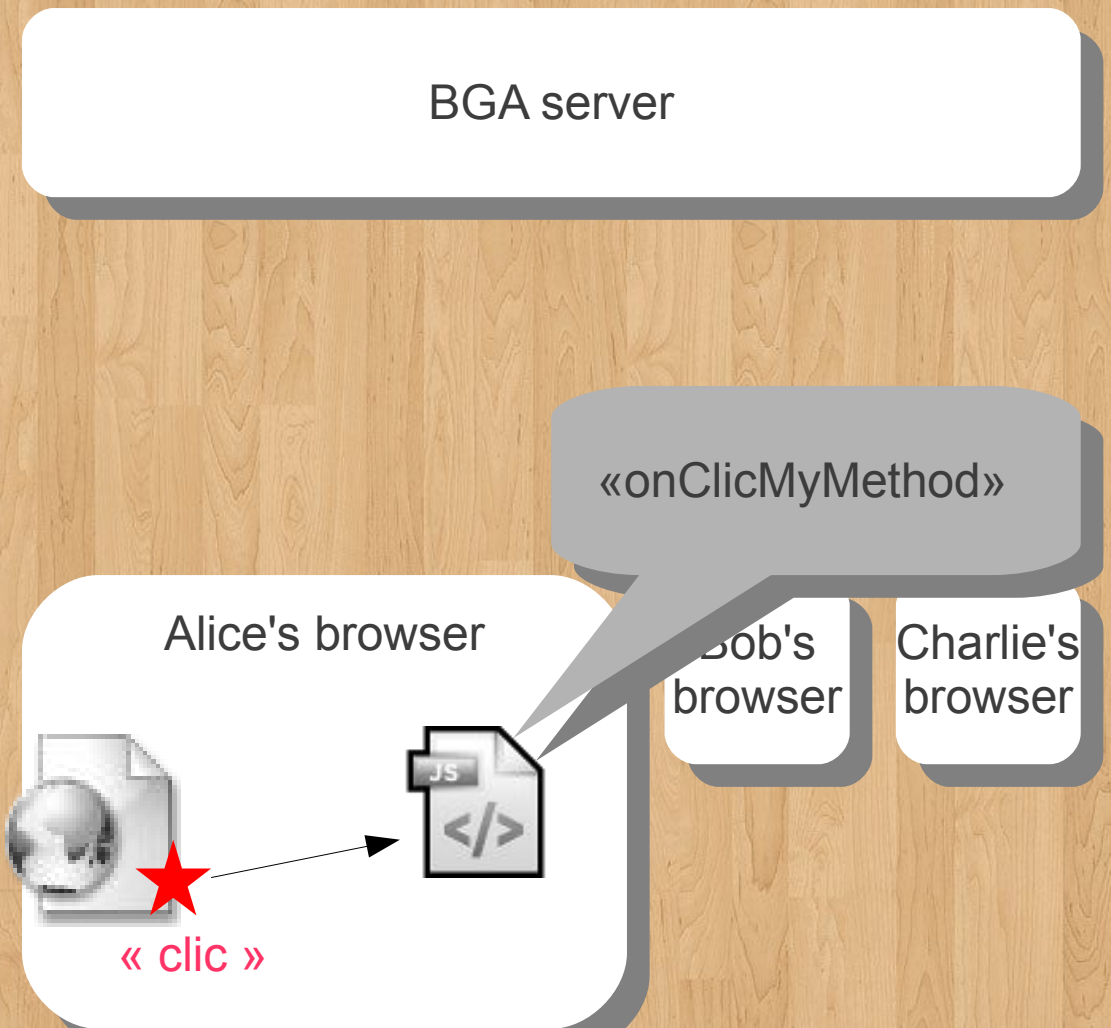 BGA server
«onClicMyMethod»
Alice's browser
Bob's
browser
Charlie's
browser
JS
</>
« clic »